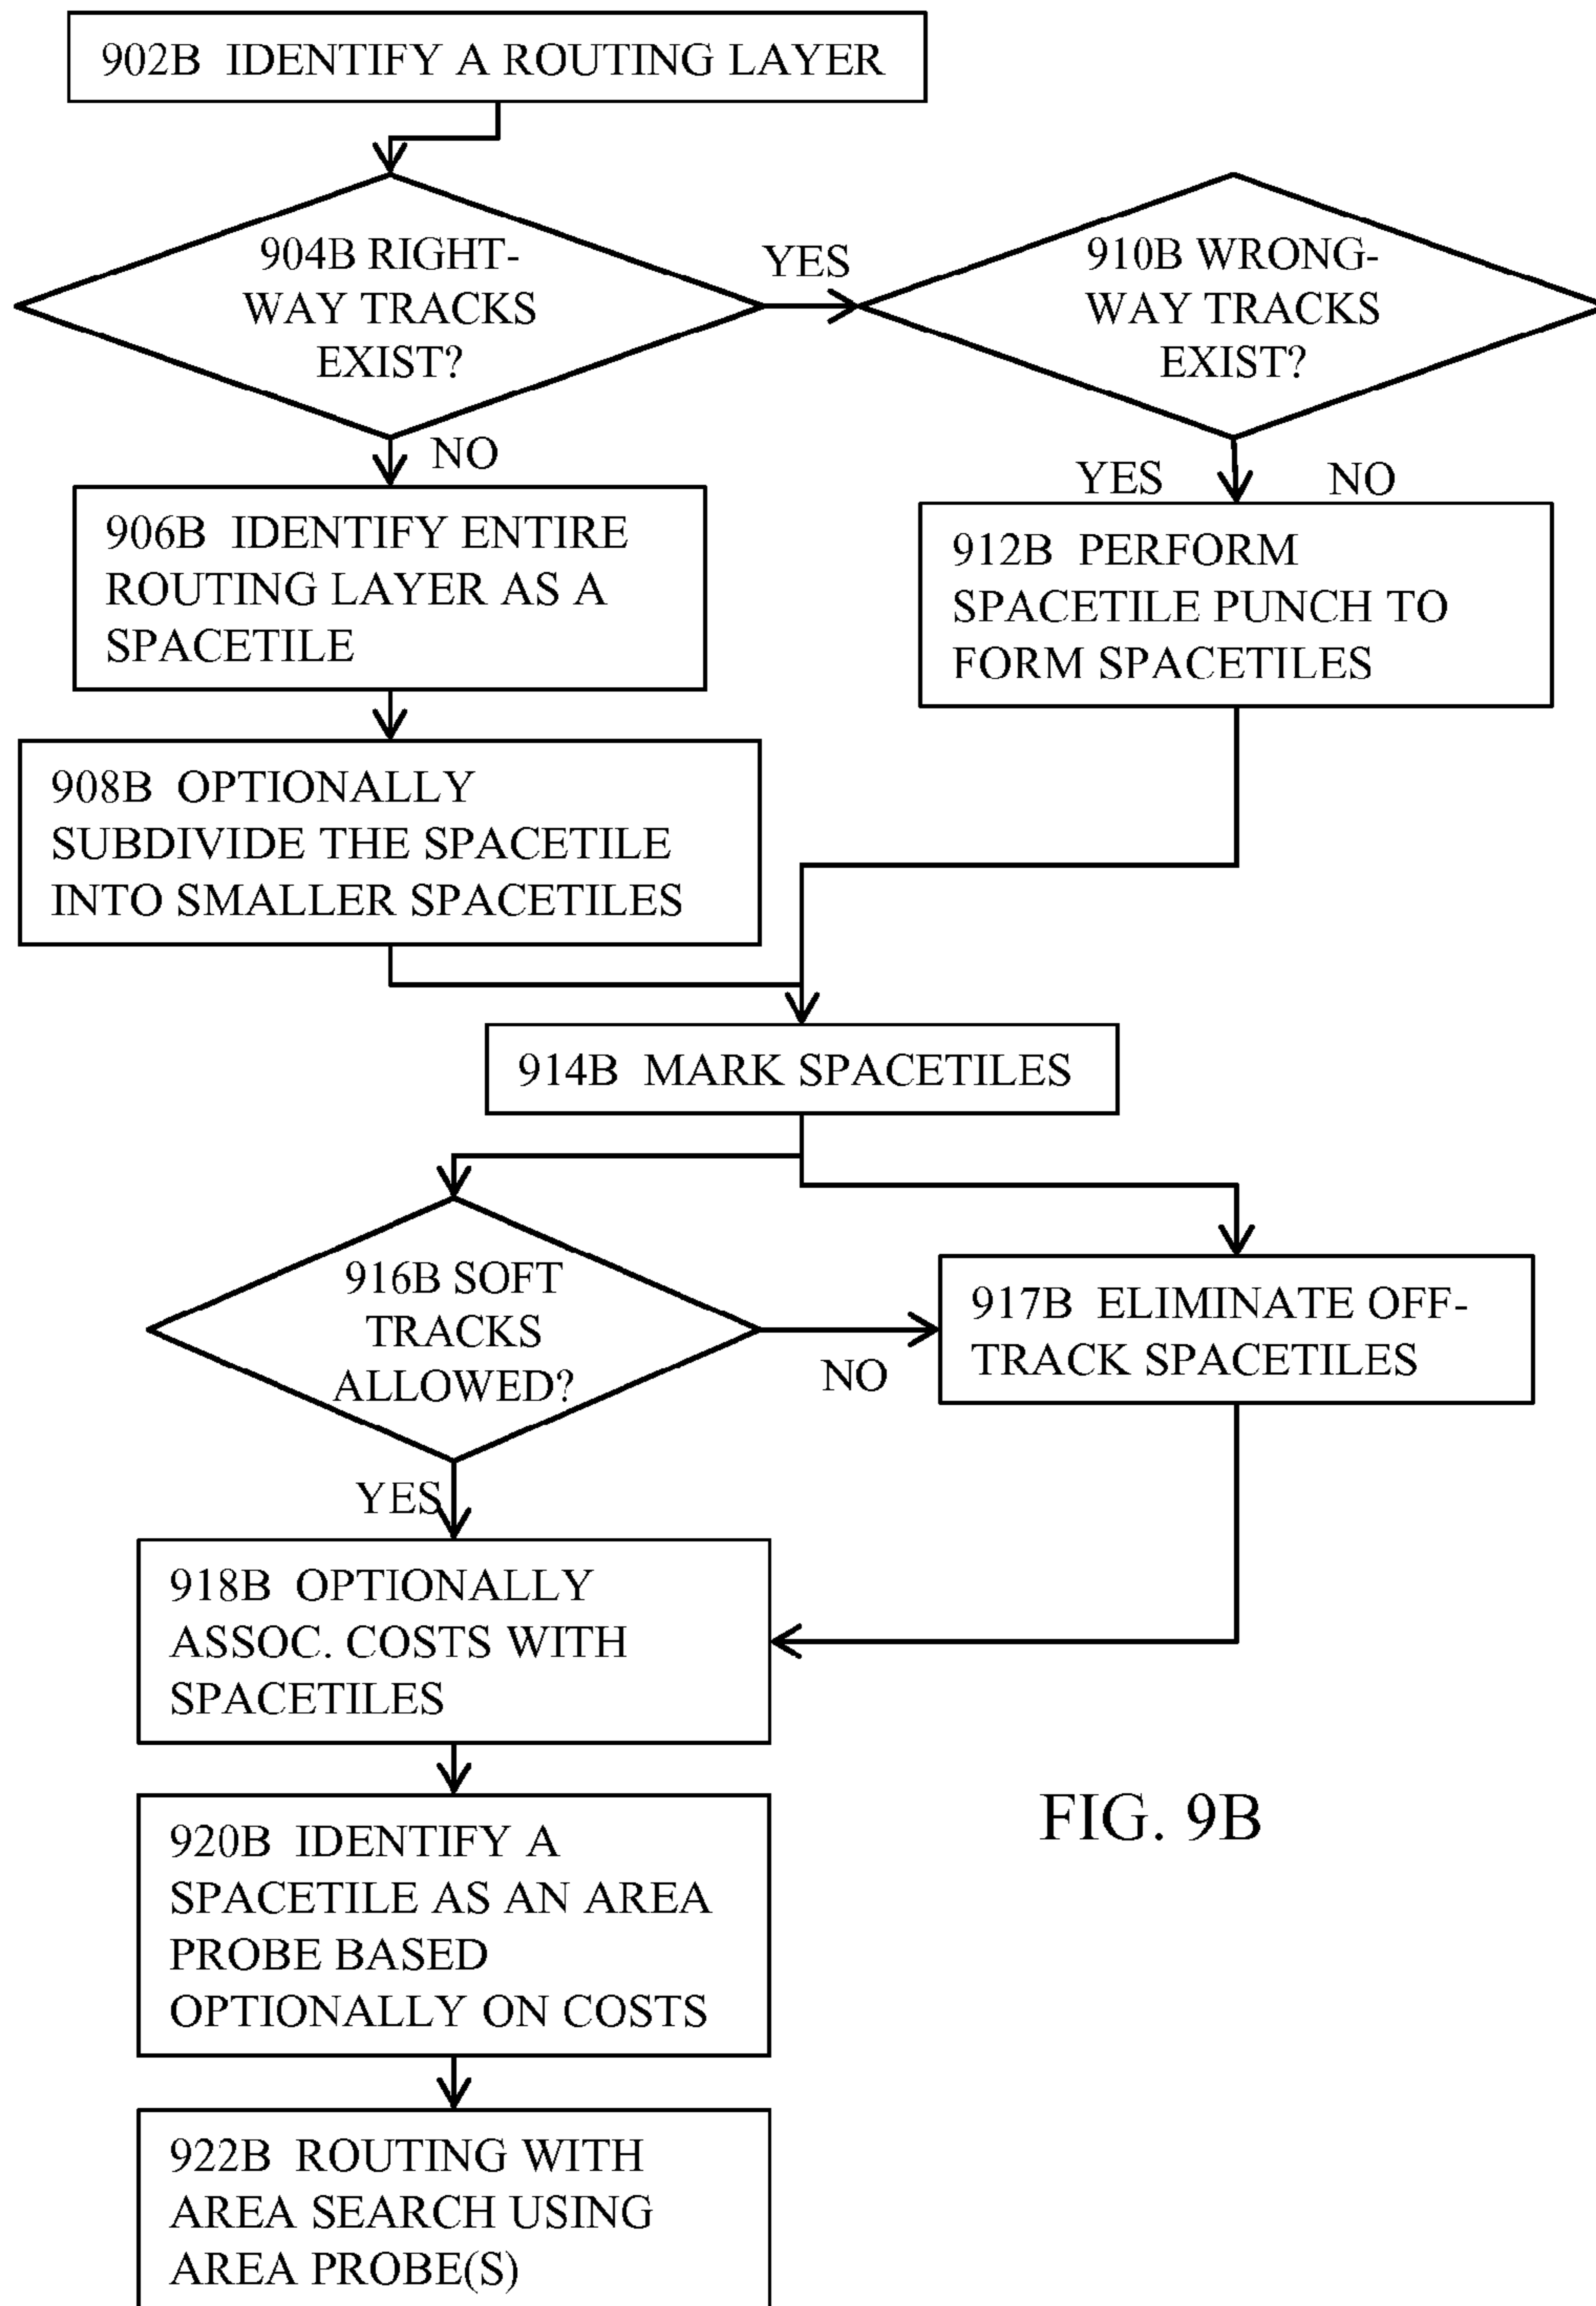 902B IDENTIFY A ROUTING LAYER
904B RIGHT-
WAY TRACKS
EXIST?
YES
910B WRONG-
WAY TRACKS
EXIST?
NO
YES
NO
906B IDENTIFY ENTIRE
ROUTING LAYER AS A
SPACETILE
912B PERFORM
SPACETILE PUNCH TO
FORM SPACETILES
908B OPTIONALLY
SUBDIVIDE THE SPACETILE
INTO SMALLER SPACETILES
914B MARK SPACETILES
916B SOFT
TRACKS
ALLOWED?
NO
917B ELIMINATE OFF-
TRACK SPACETILES
YES
918B OPTIONALLY
ASSOC. COSTS WITH
SPACETILES
920B IDENTIFY A
SPACETILE AS AN AREA
PROBE BASED
OPTIONALLY ON COSTS
FIG. 9B
922B ROUTING WITH
AREA SEARCH USING
AREA PROBE(S)